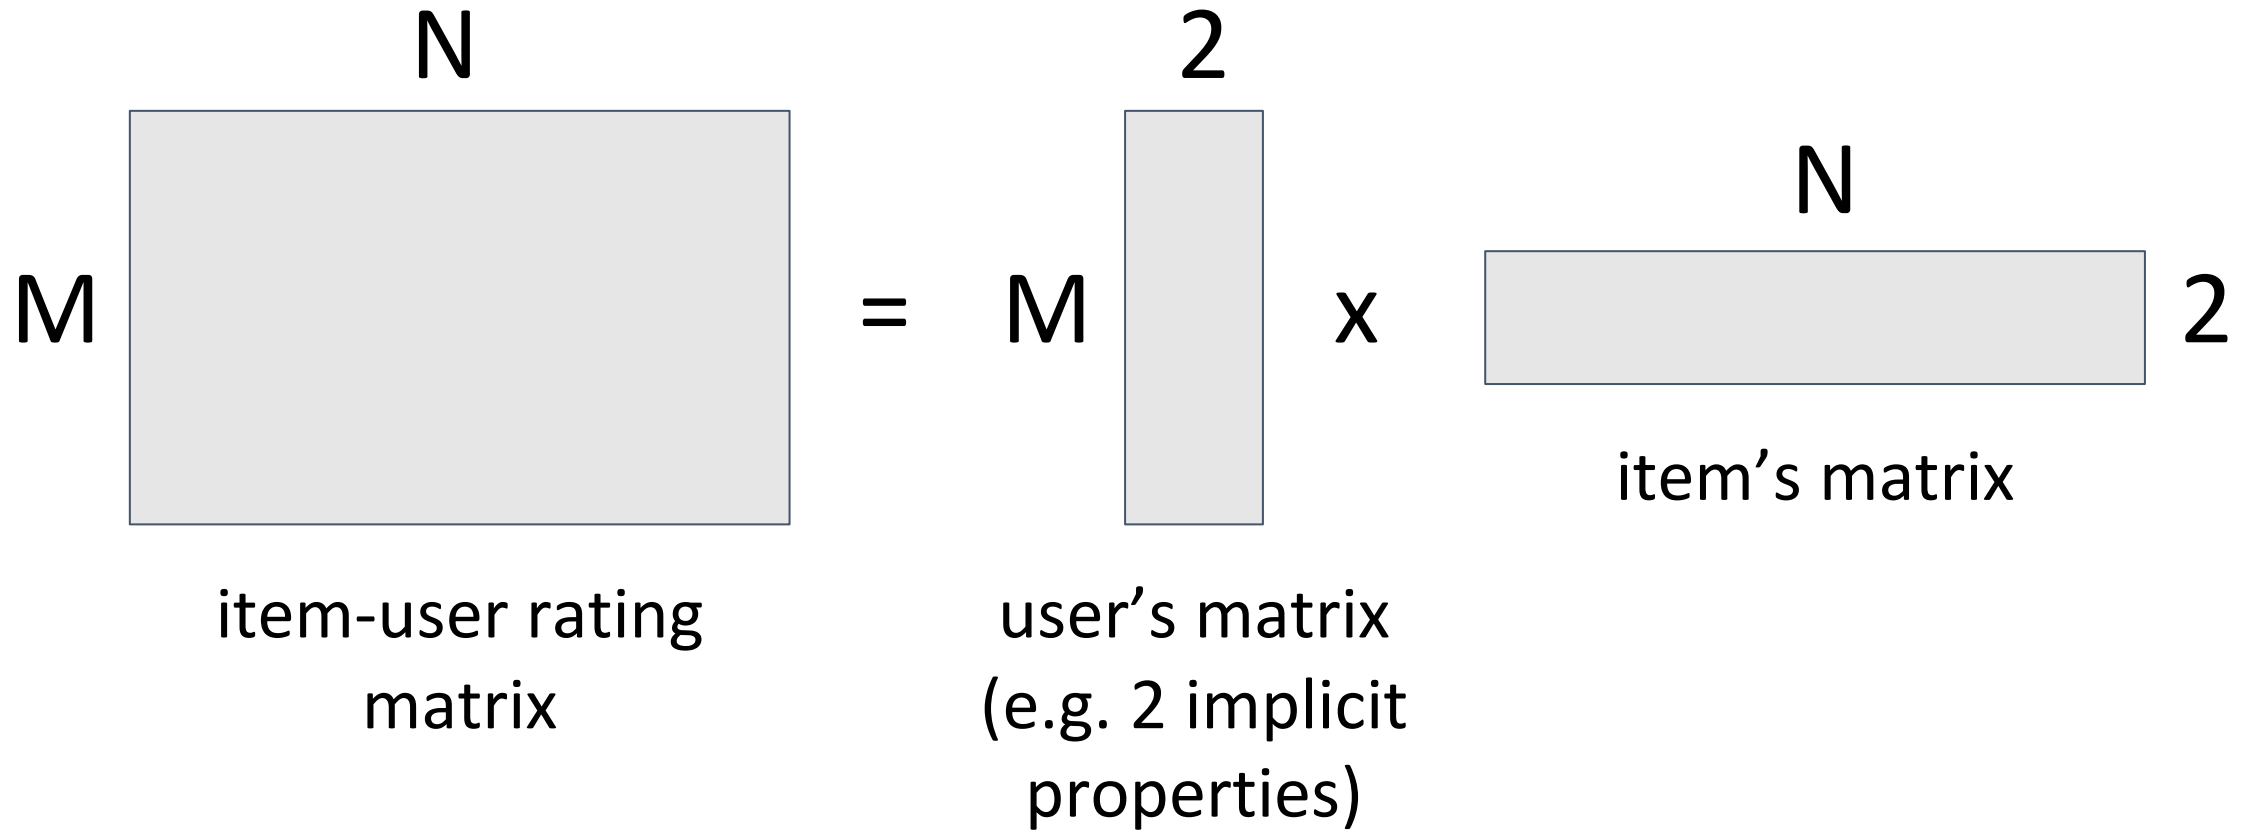 N
2
N
M
=
M
x
2
item’s matrix
item-user rating
matrix
user’s matrix
(e.g. 2 implicit
properties)